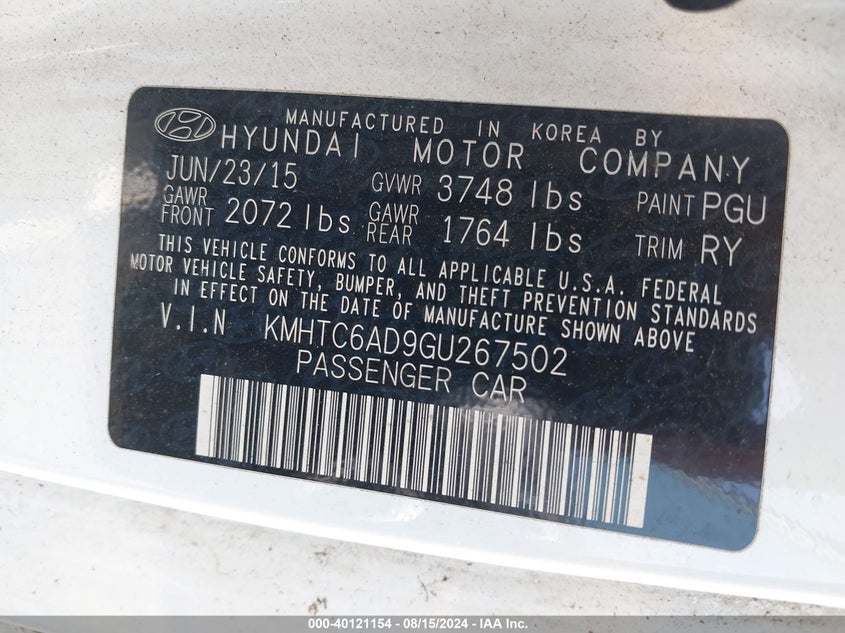 MANUFACTURED IN KOREA BY
HYUNDAI MOTOR COMPANY
JUN/23/15 GVWR 3748 lbs PAINT PGU
GAWR FRONT 2072 lbs GAWR REAR 1764 lbs TRIM RY
THIS VEHICLE CONFORMS TO ALL APPLICABLE U.S.A. FEDERAL
MOTOR VEHICLE SAFETY, BUMPER, AND THEFT PREVENTION STANDARDS
IN EFFECT ON THE DATE OF MANUFACTURE SHOWN ABOVE
V.I.N KMHTC6AD9GU267502
PASSENGER CAR
000-40121154 - 08/15/2024 - IAA Inc.